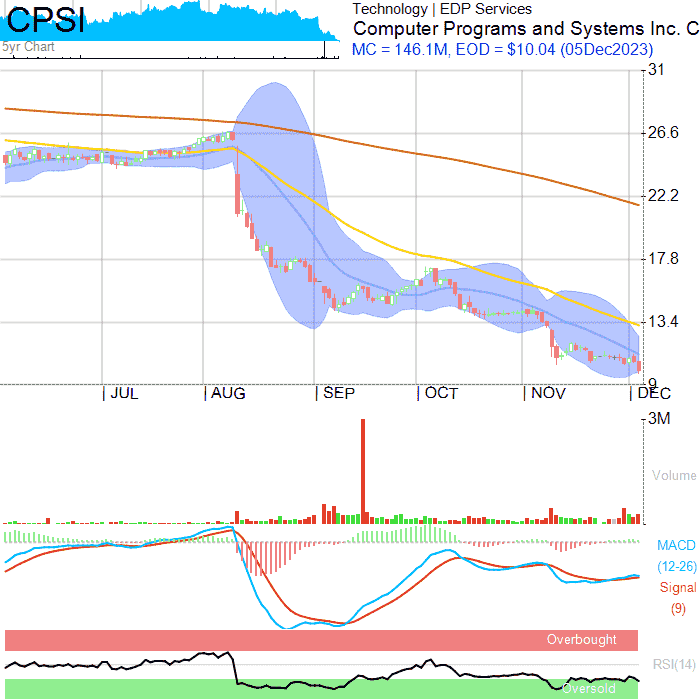 CPSI
5yr Chart
Technology | EDP Services
Computer Programs and Systems Inc. C
MC = 146.1M, EOD = $10.04 (05Dec2023)
31
26.6
22.2
17.8
13.4
9
JUL
AUG
SEP
OCT
NOV
DEC
3M
Volume
MACD
(12-26)
Signal
(9)
Overbought
RSI(14)
Oversold